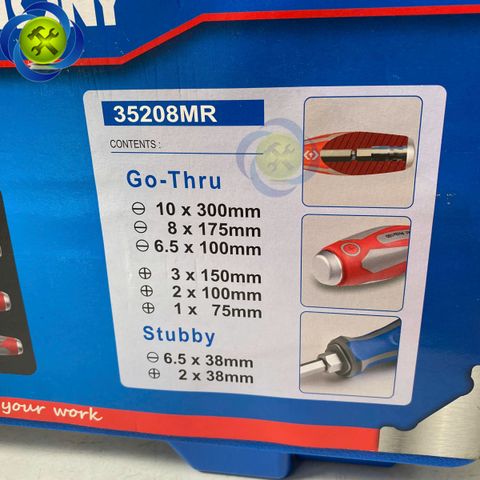 NY
35208MR
CONTENTS :
Go-Thru
⊖ 10 x 300mm
⊖ 8 x 175mm
⊖ 6.5 x 100mm
⊕ 3 x 150mm
⊕ 2 x 100mm
⊕ 1 x 75mm
Stubby
⊖ 6.5 x 38mm
⊕ 2 x 38mm
your work